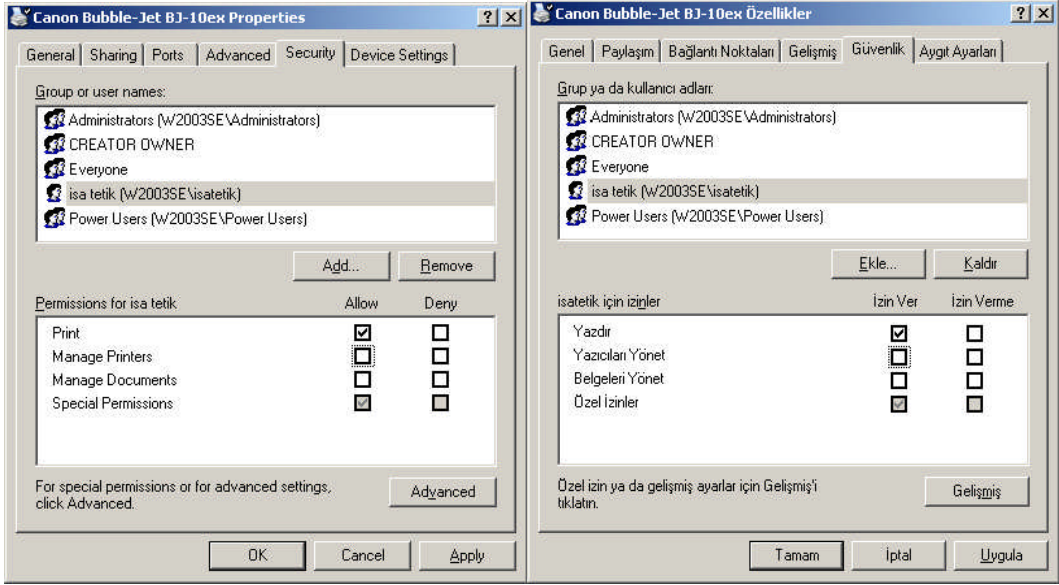 Canon Bubble-Jet BJ-10ex Properties
General Sharing Ports Advanced Security Device Settings
Group or user names:
Administrators (W2003SE\Administrators)
CREATOR OWNER
Everyone
isa tetik (W2003SE\isatetik)
Power Users (W2003SE\Power Users)
Add... Remove
Permissions for isa tetik Allow Deny
Print
Manage Printers
Manage Documents
Special Permissions
For special permissions or for advanced settings,
click Advanced.
Advanced
OK Cancel Apply
Canon Bubble-Jet BJ-10ex Özellikler
Genel Paylaşım Bağlantı Noktaları Gelişmiş Güvenlik Aygıt Ayarları
Grup ya da kullanıcı adları:
Administrators (W2003SE\Administrators)
CREATOR OWNER
Everyone
isa tetik (W2003SE\isatetik)
Power Users (W2003SE\Power Users)
Ekle... Kaldır
isatetik için izinler İzin Ver İzin Verme
Yazdır
Yazıcıları Yönet
Belgeleri Yönet
Özel İzinler
Özel izin ya da gelişmiş ayarlar için Gelişmiş'i
tıklatın.
Gelişmiş
Tamam İptal Uygula